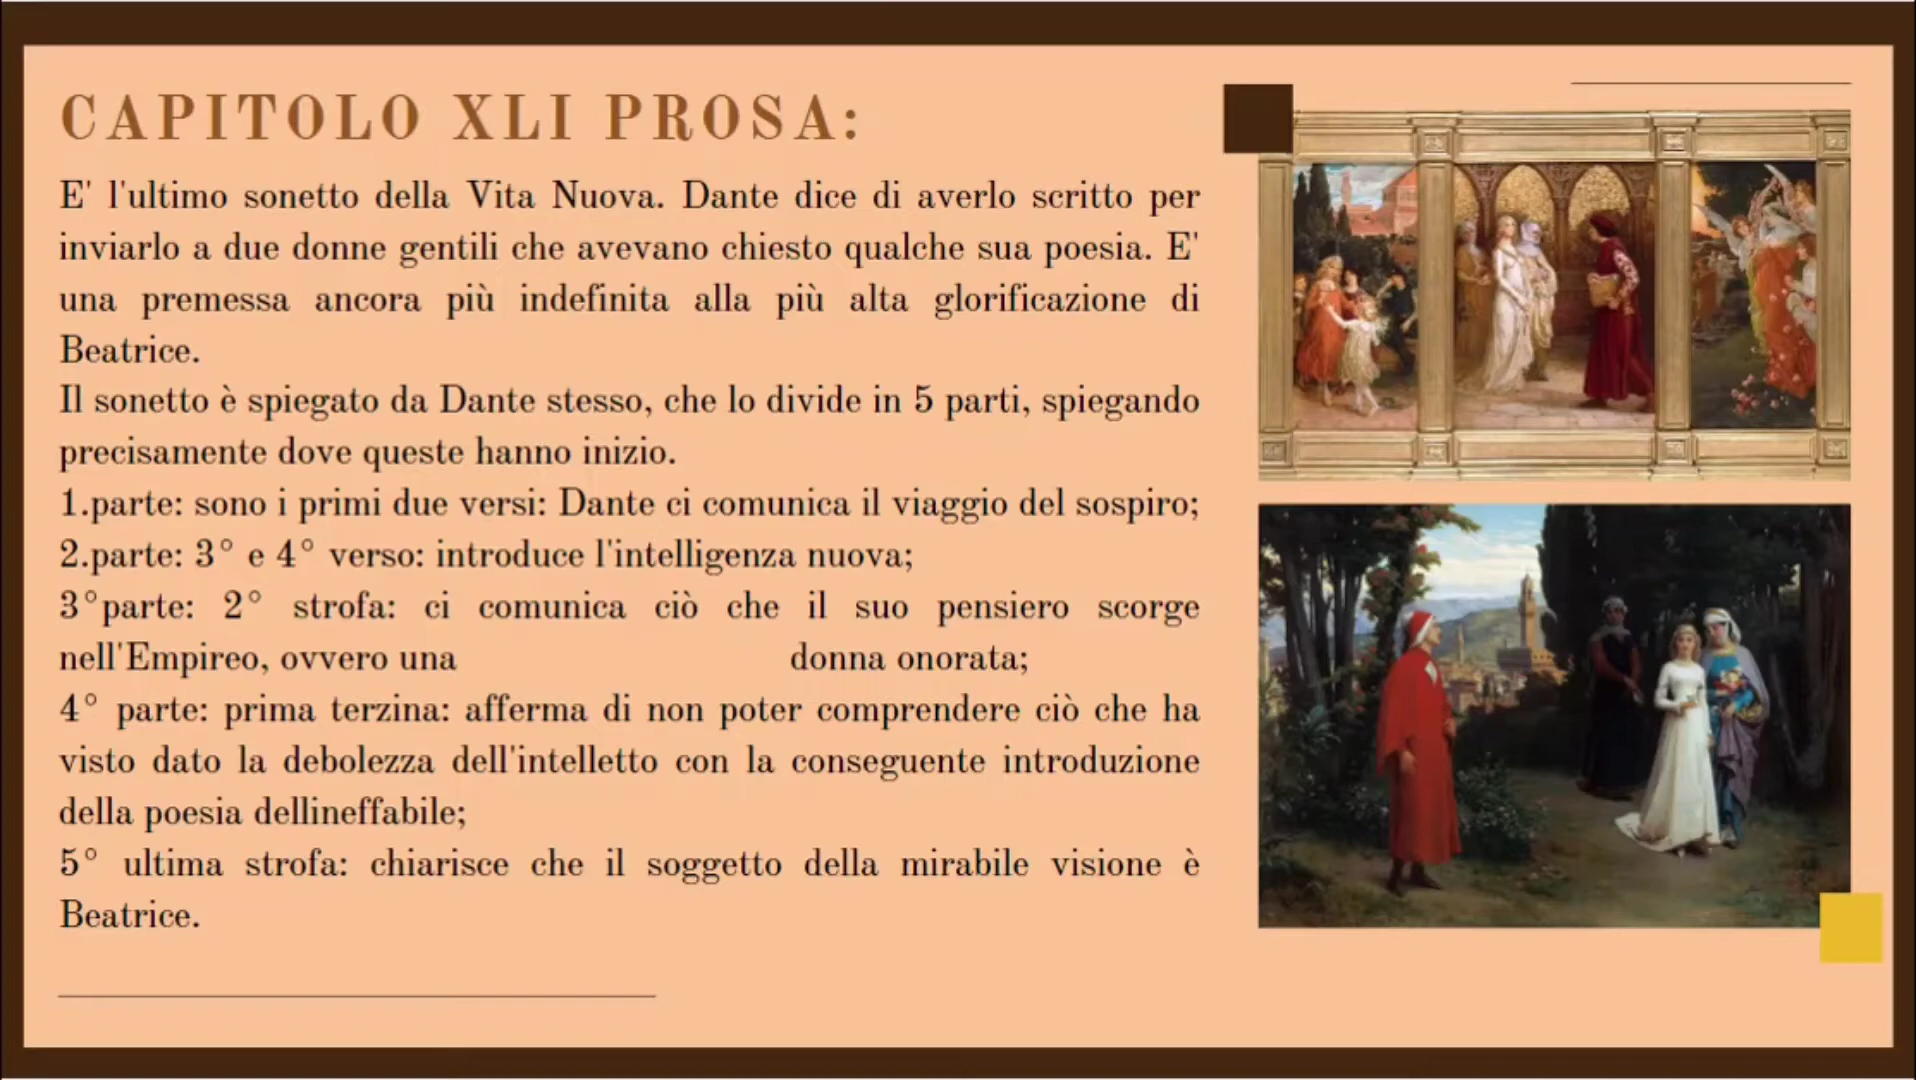 CAPITOLO XLI PROSA:
E' l'ultimo sonetto della Vita Nuova. Dante dice di averlo scritto per
inviarlo a due donne gentili che avevano chiesto qualche sua poesia. E'
una premessa ancora più indefinita alla più alta glorificazione di
Beatrice.
Il sonetto è spiegato da Dante stesso, che lo divide in 5 parti, spiegando
precisamente dove queste hanno inizio.
1.parte: sono i primi due versi: Dante ci comunica il viaggio del sospiro;
2.parte: 3° e 4° verso: introduce l'intelligenza nuova;
3°parte: 2° strofa: ci comunica ciò che il suo pensiero scorge
nell'Empireo, ovvero una donna onorata;
4° parte: prima terzina: afferma di non poter comprendere ciò che ha
visto dato la debolezza dell'intelletto con la conseguente introduzione
della poesia dellineffabile;
5° ultima strofa: chiarisce che il soggetto della mirabile visione è
Beatrice.